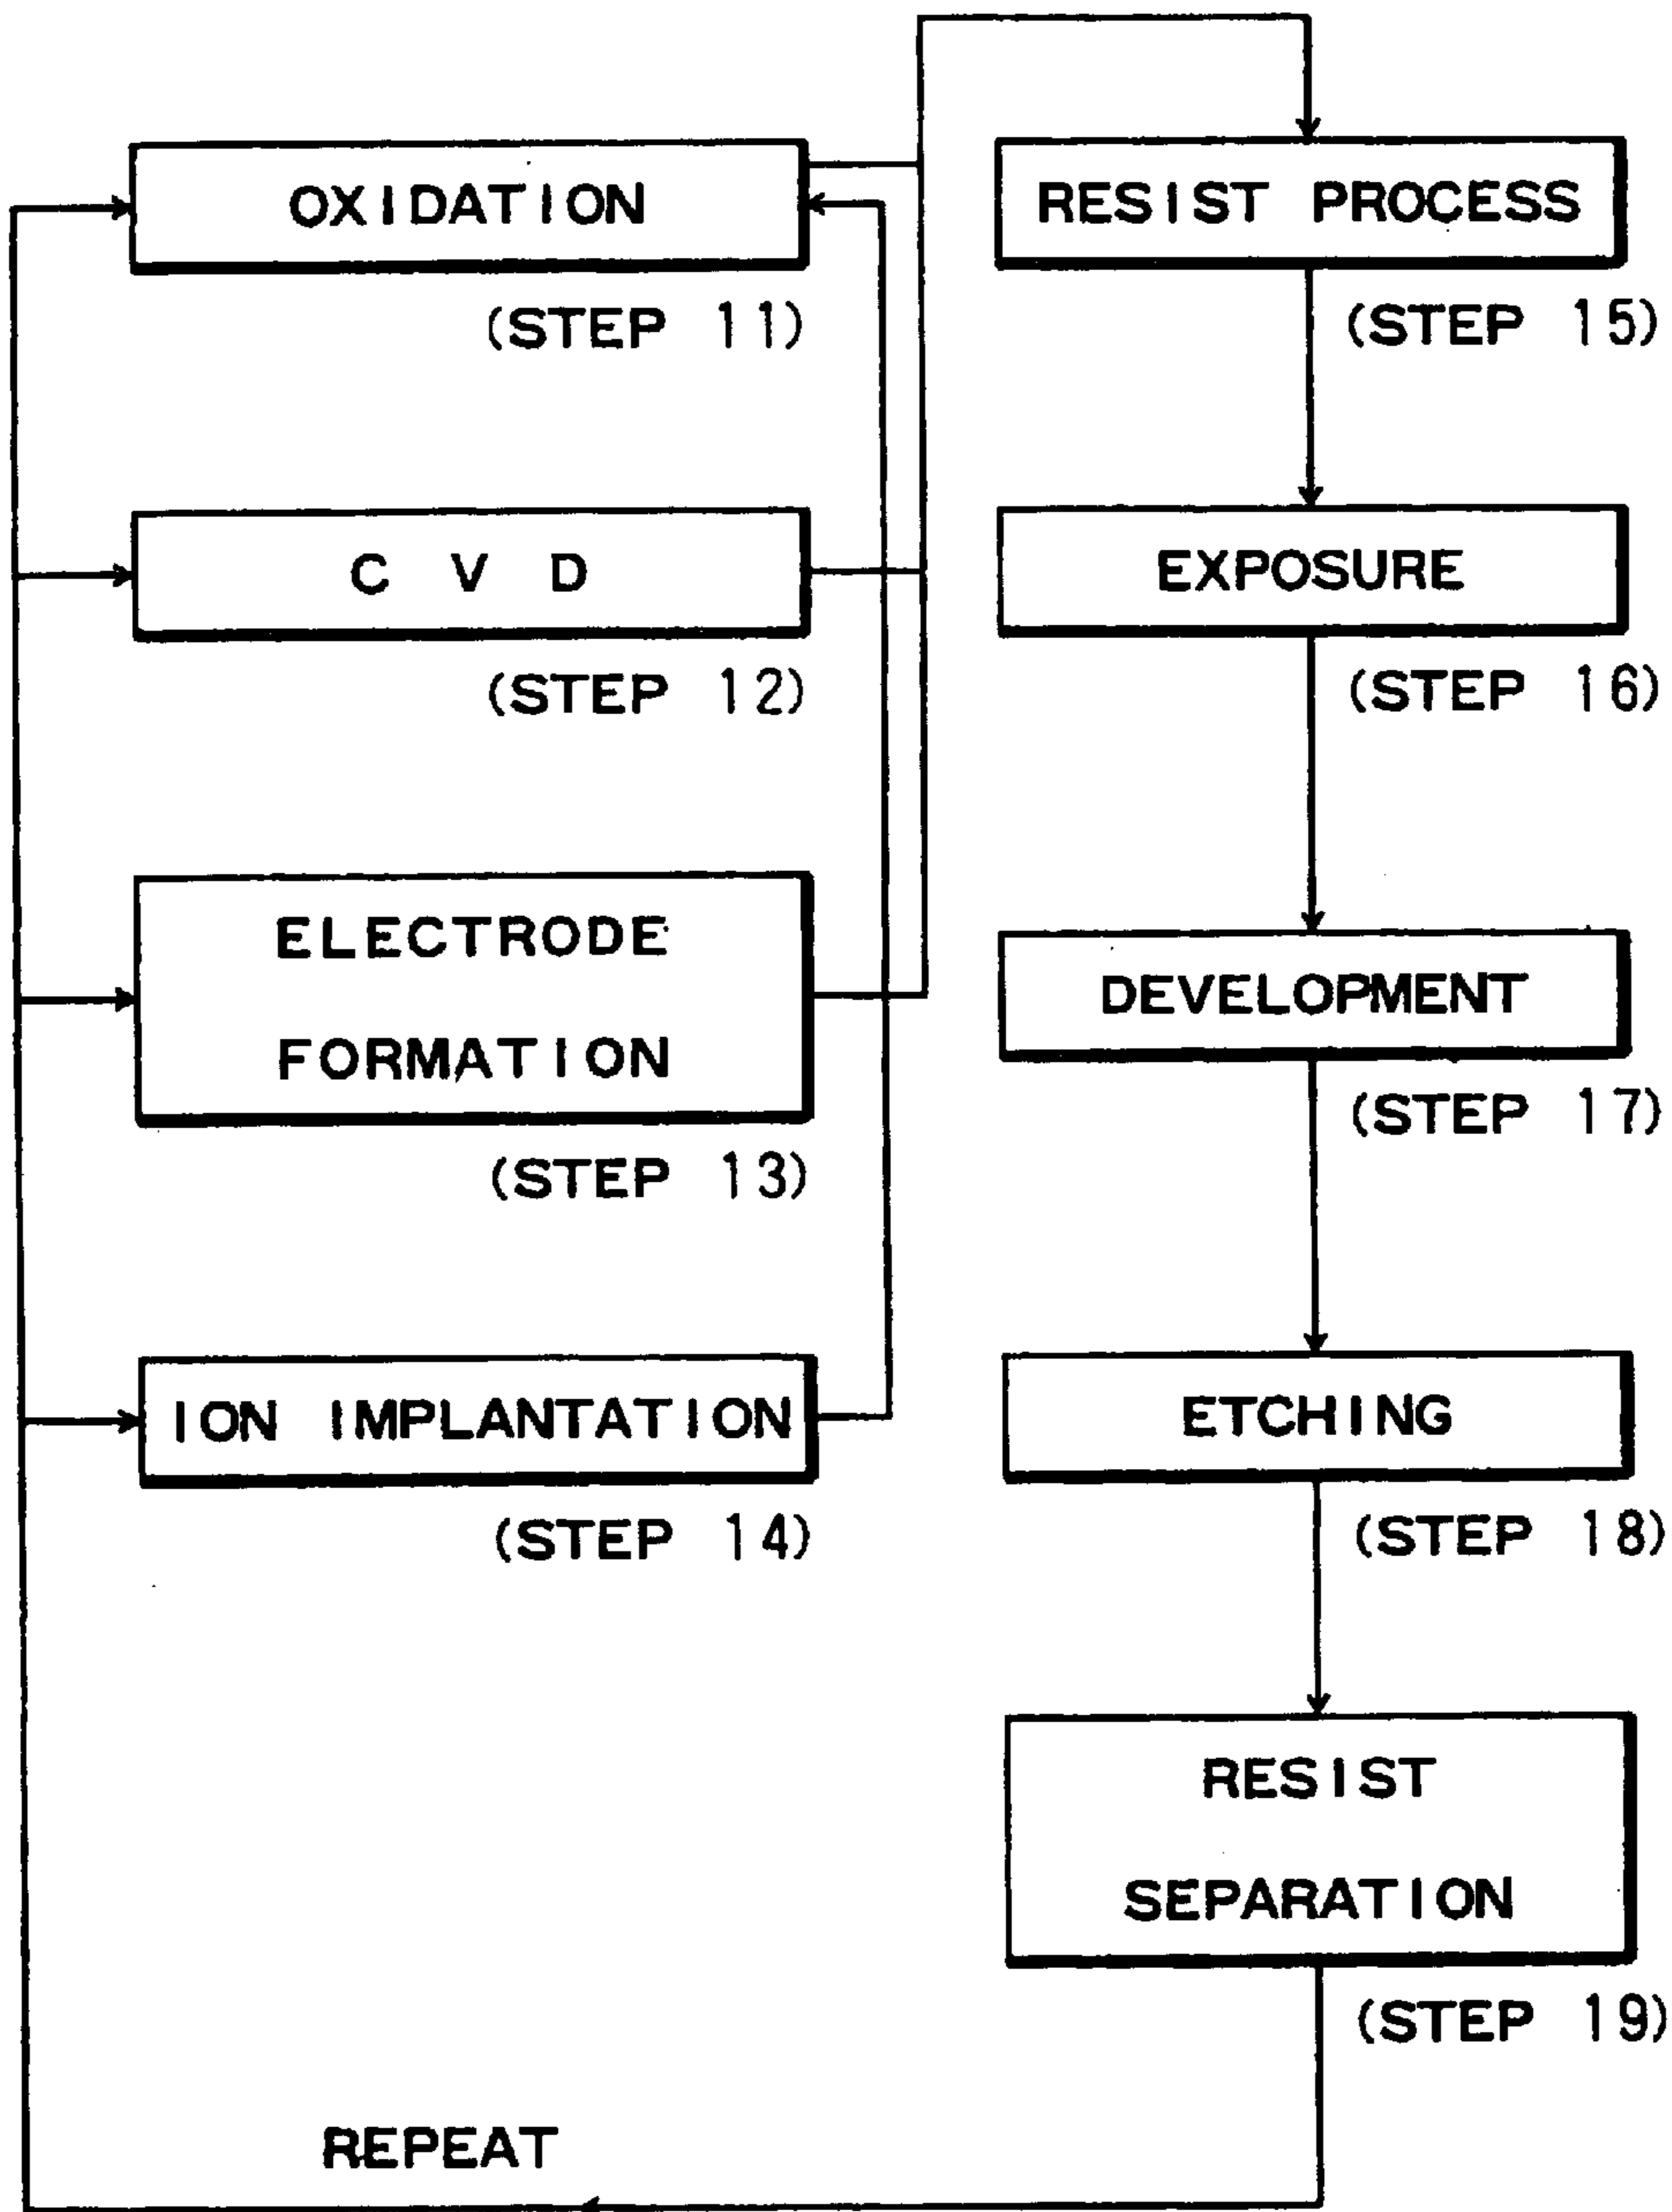 OXIDATION
(STEP 11)
C V D
(STEP 12)
ELECTRODE
FORMATION
(STEP 13)
ION IMPLANTATION
(STEP 14)
RESIST PROCESS
(STEP 15)
EXPOSURE
(STEP 16)
DEVELOPMENT
(STEP 17)
ETCHING
(STEP 18)
RESIST
SEPARATION
(STEP 19)
REPEAT